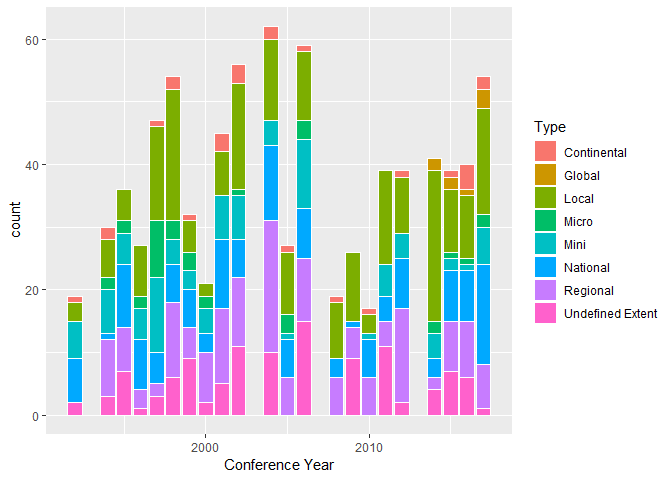 60
40
20
0
count
2000
2010
Conference Year
Type
Continental
Global
Local
Micro
Mini
National
Regional
Undefined Extent